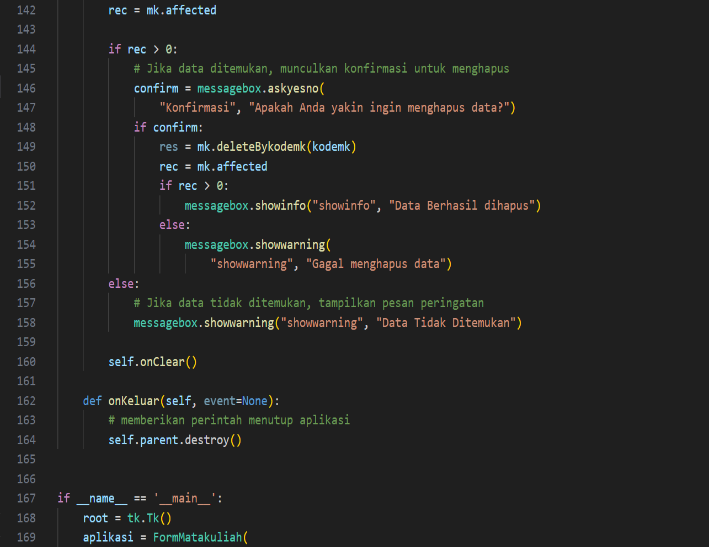 142 rec = mk.affected
143
144 if rec > 0:
145 # Jika data ditemukan, munculkan konfirmasi untuk menghapus
146 confirm = messagebox.askyesno(
147 "Konfirmasi", "Apakah Anda yakin ingin menghapus data?")
148 if confirm:
149 res = mk.deleteBykodemk(kodemk)
150 rec = mk.affected
151 if rec > 0:
152 messagebox.showinfo("showinfo", "Data Berhasil dihapus")
153 else:
154 messagebox.showwarning(
155 "showwarning", "Gagal menghapus data")
156 else:
157 # Jika data tidak ditemukan, tampilkan pesan peringatan
158 messagebox.showwarning("showwarning", "Data Tidak Ditemukan")
159
160 self.onClear()
161
162 def onKeluar(self, event=None):
163 # memberikan perintah menutup aplikasi
164 self.parent.destroy()
165
166
167 if __name__ == '__main__':
168 root = tk.Tk()
169 aplikasi = FormMatakuliah(